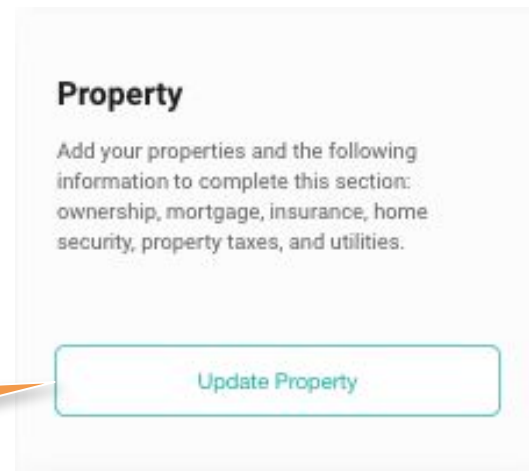 Property
Add your properties and the following
information to complete this section:
ownership, mortgage, insurance, home
security, property taxes, and utilities.
Update Property